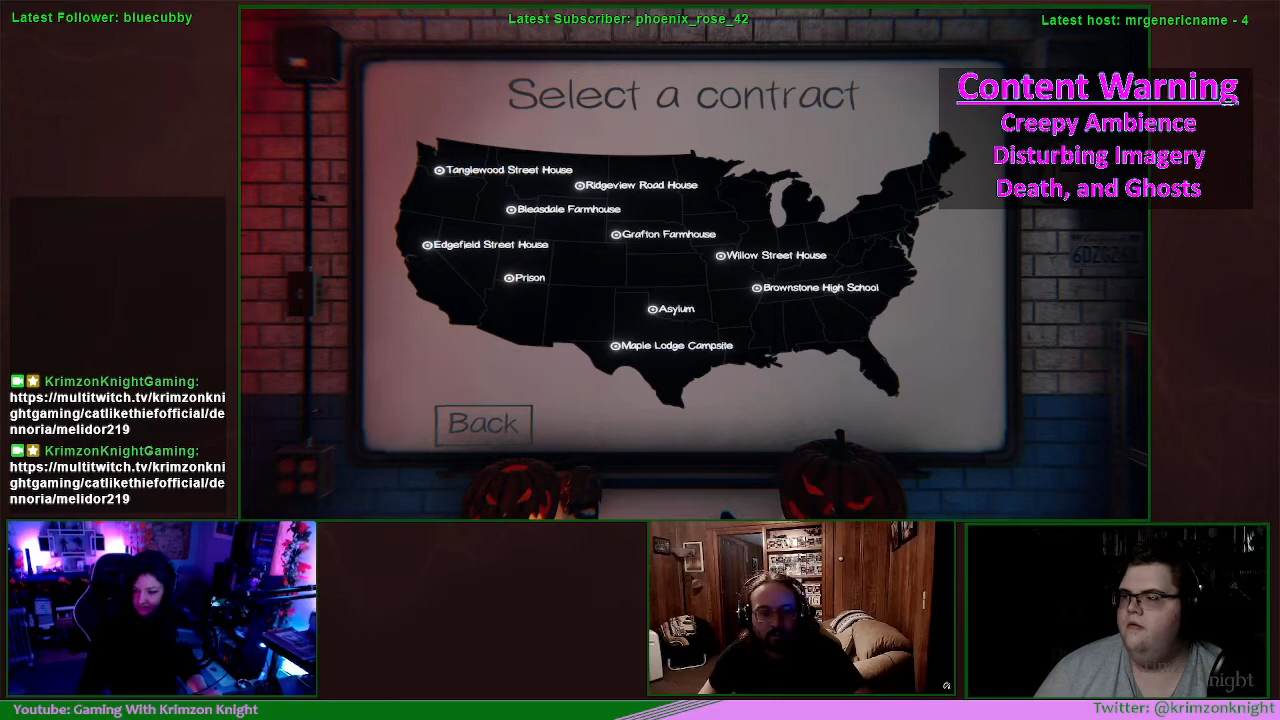 Latest Follower: bluecubby
Latest Subscriber: phoenix_rose_42
Latest host: mrgenericname - 4
Select a contract
Content Warning
Creepy Ambience
Disturbing Imagery
Death, and Ghosts
Tanglewood Street House
Ridgeview Road House
Bleasdale Farmhouse
Grafton Farmhouse
Edgefield Street House
Willow Street House
Prison
Brownstone High School
Asylum
Maple Lodge Campsite
Back
KrimzonKnightGaming:
https://multitwitch.tv/krimzonkni
ghtgaming/catlikethiefofficial/de
nnoria/melidor219
KrimzonKnightGaming:
https://multitwitch.tv/krimzonkni
ghtgaming/catlikethiefofficial/de
nnoria/melidor219
Knight
Youtube: Gaming With Krimzon Knight
Twitter: @krimzonknight